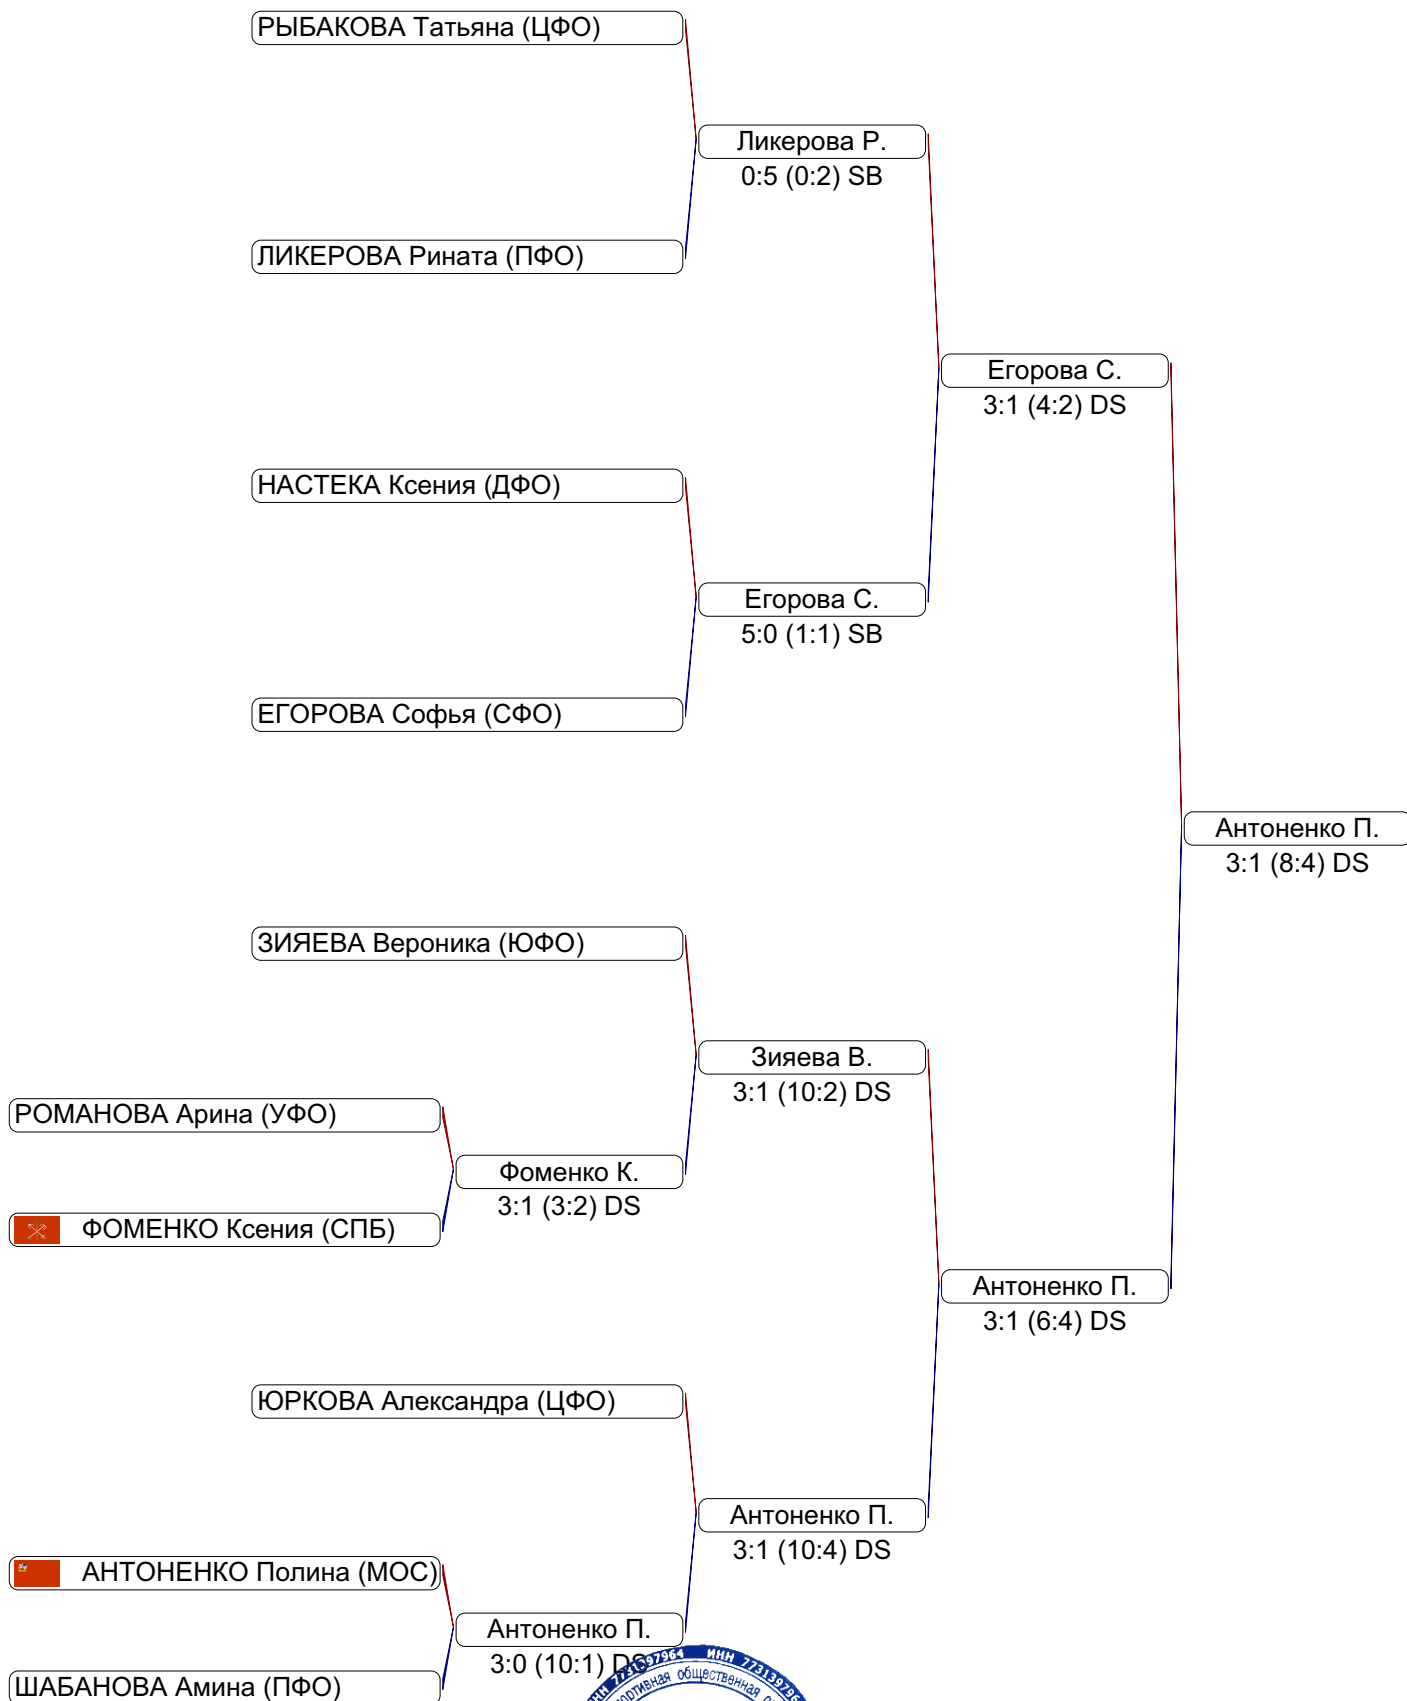 РЫБАКОВА Татьяна (ЦФО)
Ликерова Р.
0:5 (0:2) SB
ЛИКЕРОВА Рината (ПФО)
Егорова С.
3:1 (4:2) DS
НАСТЕКА Ксения (ДФО)
Егорова С.
5:0 (1:1) SB
ЕГОРОВА Софья (СФО)
Антоненко П.
3:1 (8:4) DS
ЗИЯЕВА Вероника (ЮФО)
Зияева В.
3:1 (10:2) DS
РОМАНОВА Арина (УФО)
Фоменко К.
3:1 (3:2) DS
ФОМЕНКО Ксения (СПБ)
Антоненко П.
3:1 (6:4) DS
ЮРКОВА Александра (ЦФО)
Антоненко П.
3:1 (10:4) DS
АНТОНЕНКО Полина (МОС)
Антоненко П.
3:0 (10:1) DS
ШАБАНОВА Амина (ПФО)
ИНН
общественная